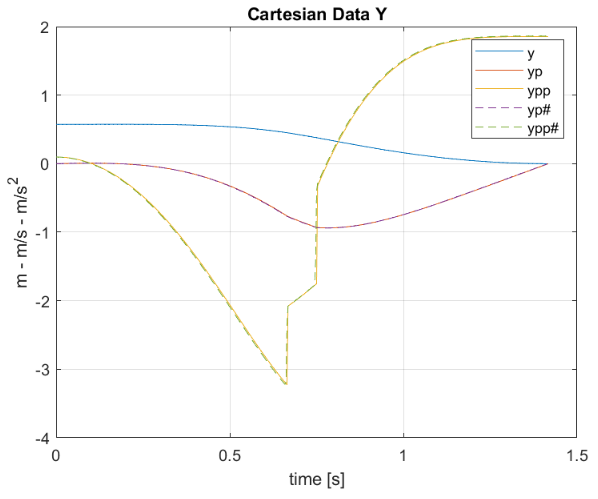 Cartesian Data Y
2
1
0
-1
-2
-3
-4
m - m/s - m/s²
y
yp
ypp
yp#
ypp#
0
0.5
1
1.5
time [s]